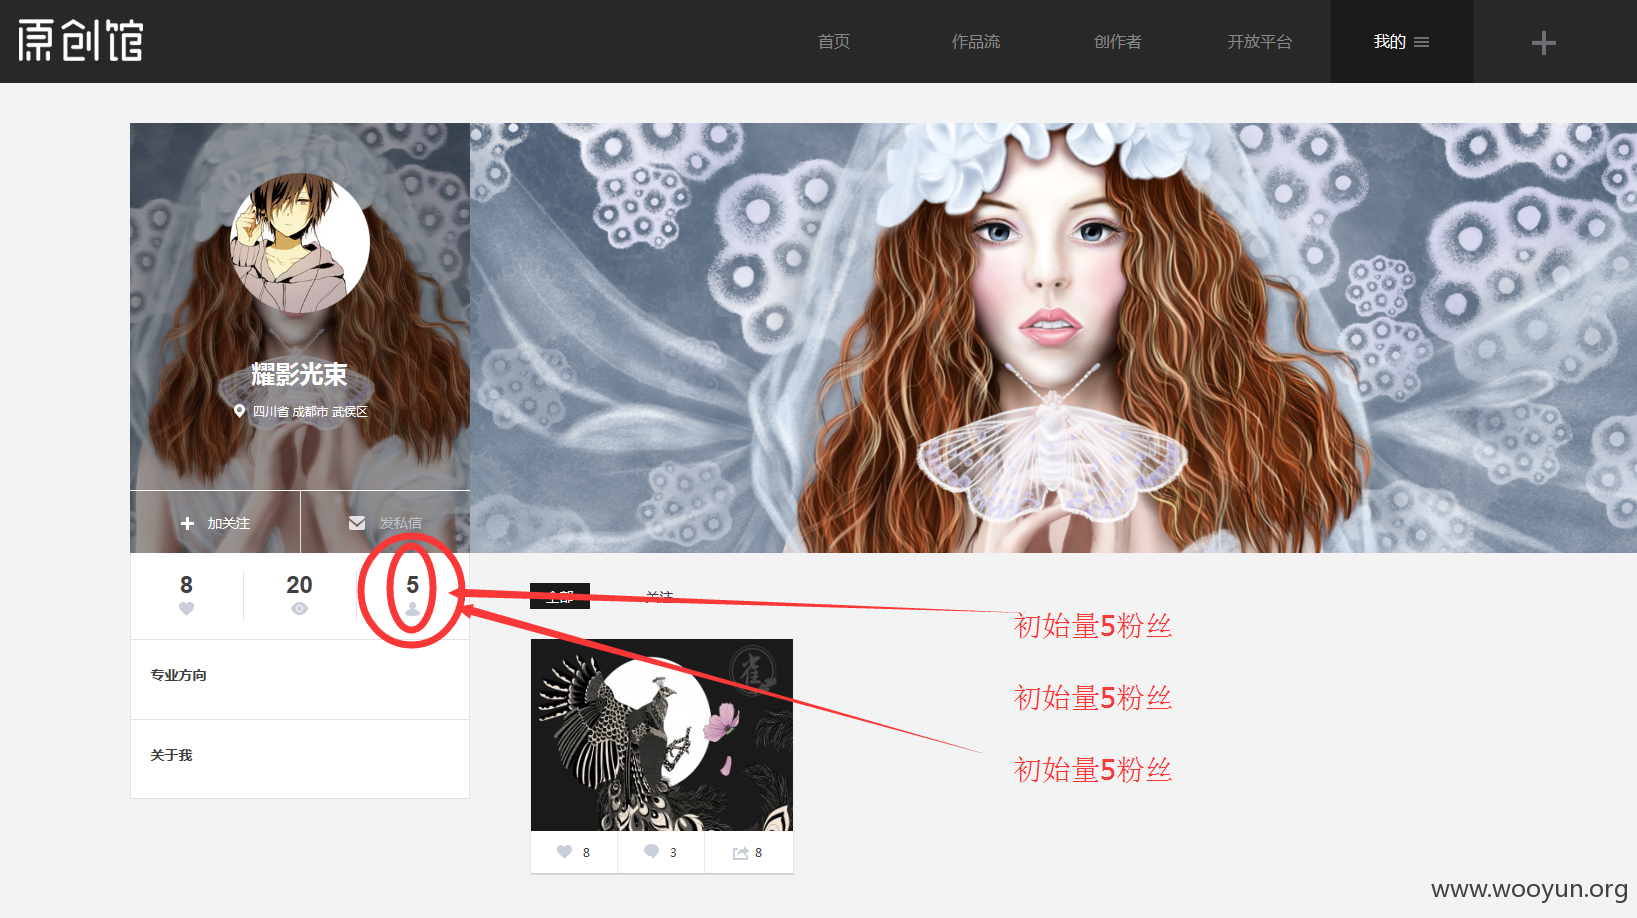 原创馆
首页
作品流
创作者
开放平台
我的
耀影光束
四川省 成都市 武侯区
加关注
发私信
8
20
5
全部
关注
初始量5粉丝
初始量5粉丝
初始量5粉丝
专业方向
关于我
雀
8
3
8
www.wooyun.org